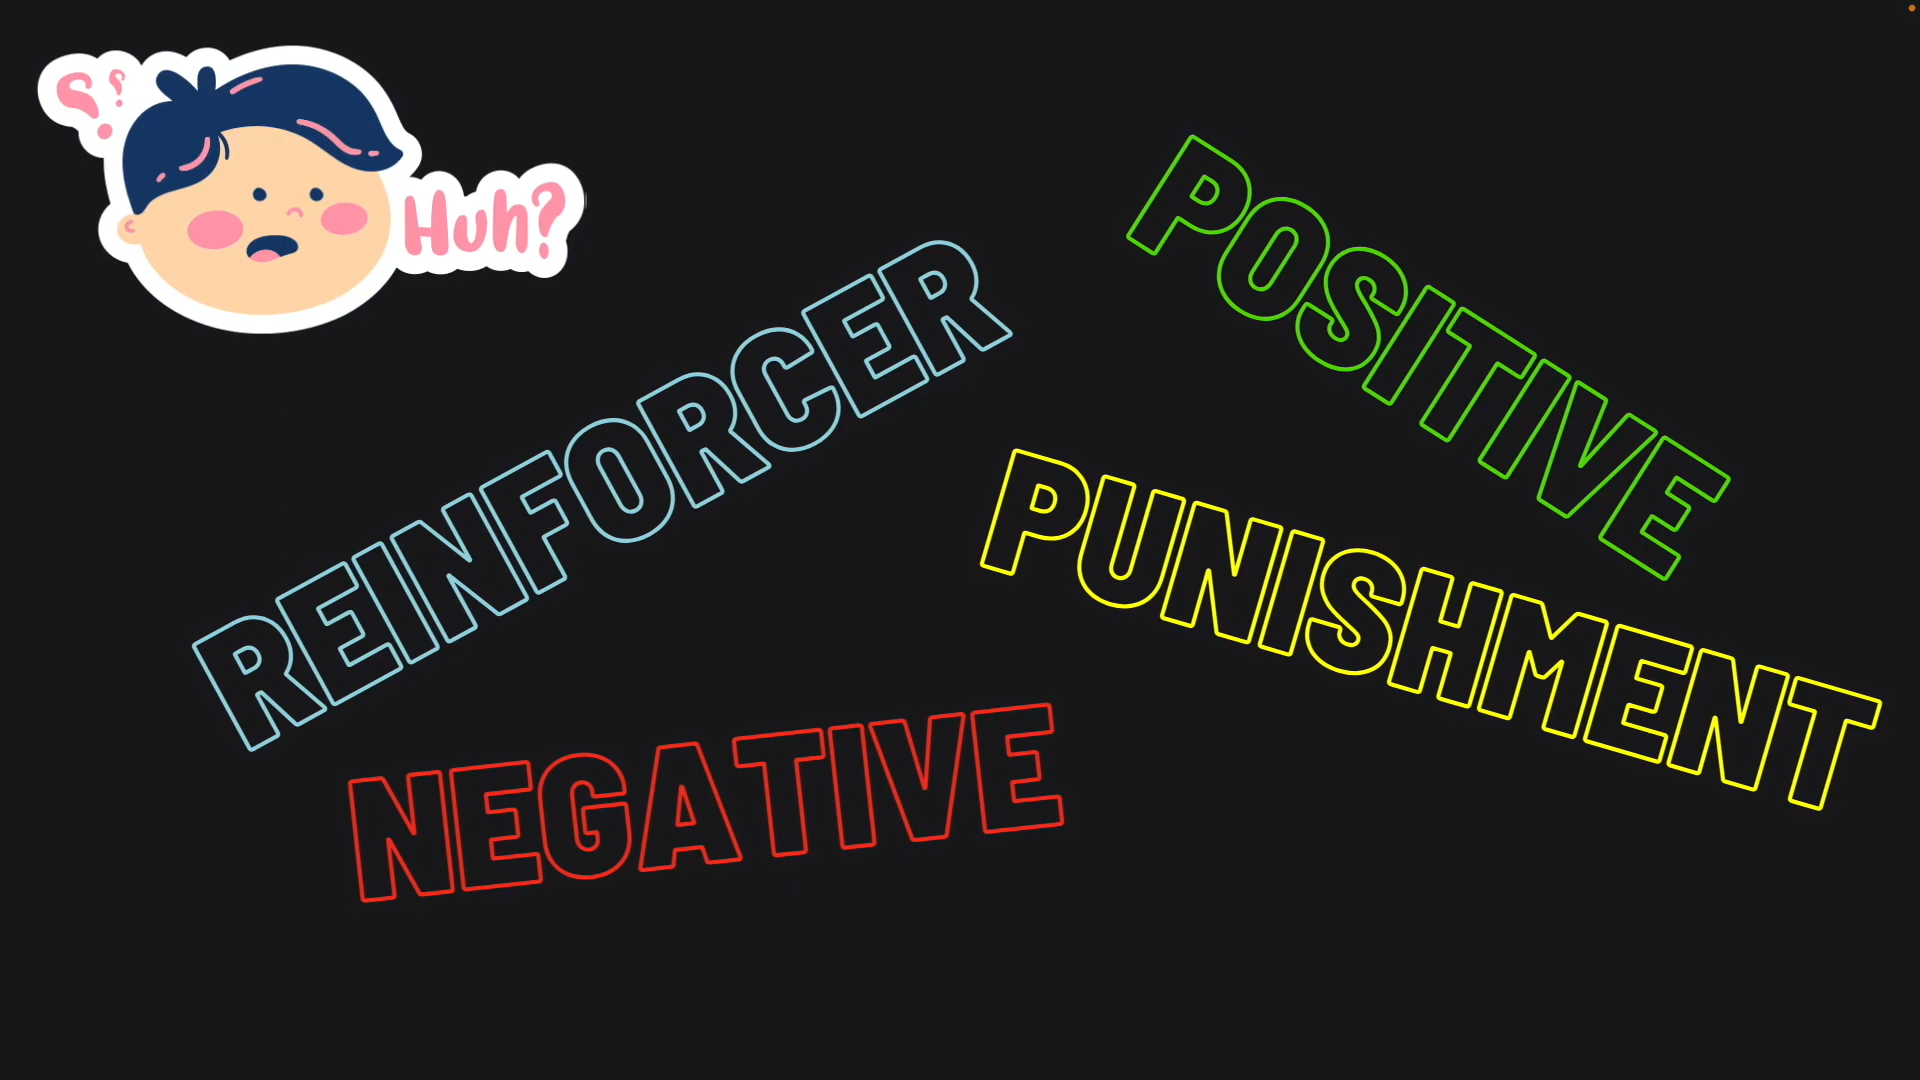 ??
Huh?
POSITIVE
REINFORCER
PUNISHMENT
NEGATIVE